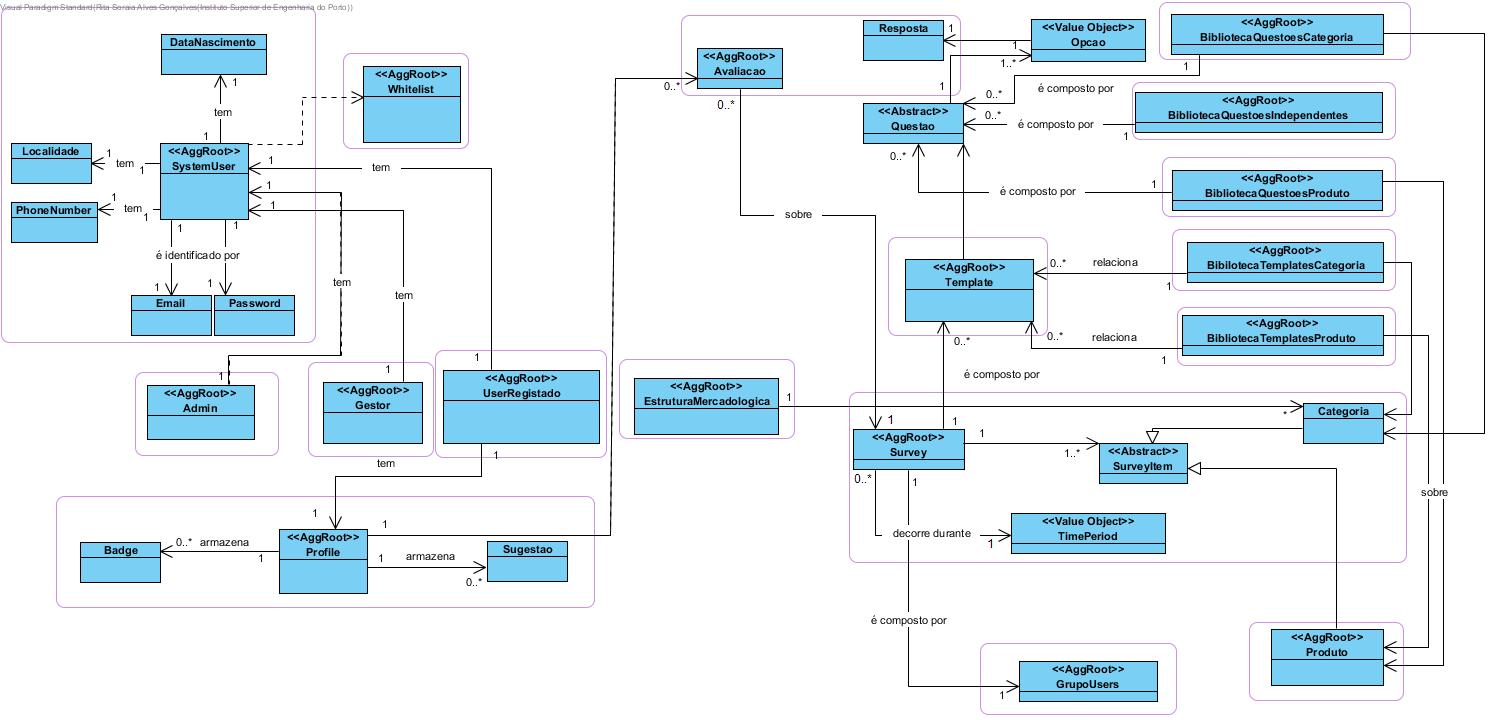 Visual Paradigm Standard(Rita Soraia Alves Gonçalves(Instituto Superior de Engenharia do Porto))
DataNascimento
1
tem
1
<<AggRoot>>
Whitelist
Localidade
1
tem
1
<<AggRoot>>
SystemUser
PhoneNumber
1
tem
1
1
tem
1
1
1
1
é identificado por
1
1
Email
Password
tem
tem
1
<<AggRoot>>
Admin
1
<<AggRoot>>
Gestor
1
<<AggRoot>>
UserRegistado
1
tem
1
<<AggRoot>>
Profile
Badge
0..*
armazena
1
1
1
armazena
0..*
Sugestao
<<AggRoot>>
Avaliacao
0..*
0..*
sobre
1
Resposta
1
1
<<Value Object>>
Opcao
1..*
1
<<Abstract>>
Questao
<<AggRoot>>
BibliotecaQuestoesCategoria
1
é composto por
0..*
<<AggRoot>>
BibliotecaQuestoesIndependentes
0..*
é composto por
1
<<AggRoot>>
BibliotecaQuestoesProduto
0..*
é composto por
1
<<AggRoot>>
Template
<<AggRoot>>
BibilotecaTemplatesCategoria
0..*
relaciona
1
<<AggRoot>>
BibliotecaTemplatesProduto
0..*
relaciona
1
0..*
é composto por
1
<<AggRoot>>
EstruturaMercadologica
1
*
Categoria
<<AggRoot>>
Survey
1
1..*
<<Abstract>>
SurveyItem
sobre
0..*
1
decorre durante
1
<<Value Object>>
TimePeriod
é composto por
1
<<AggRoot>>
GrupoUsers
<<AggRoot>>
Produto